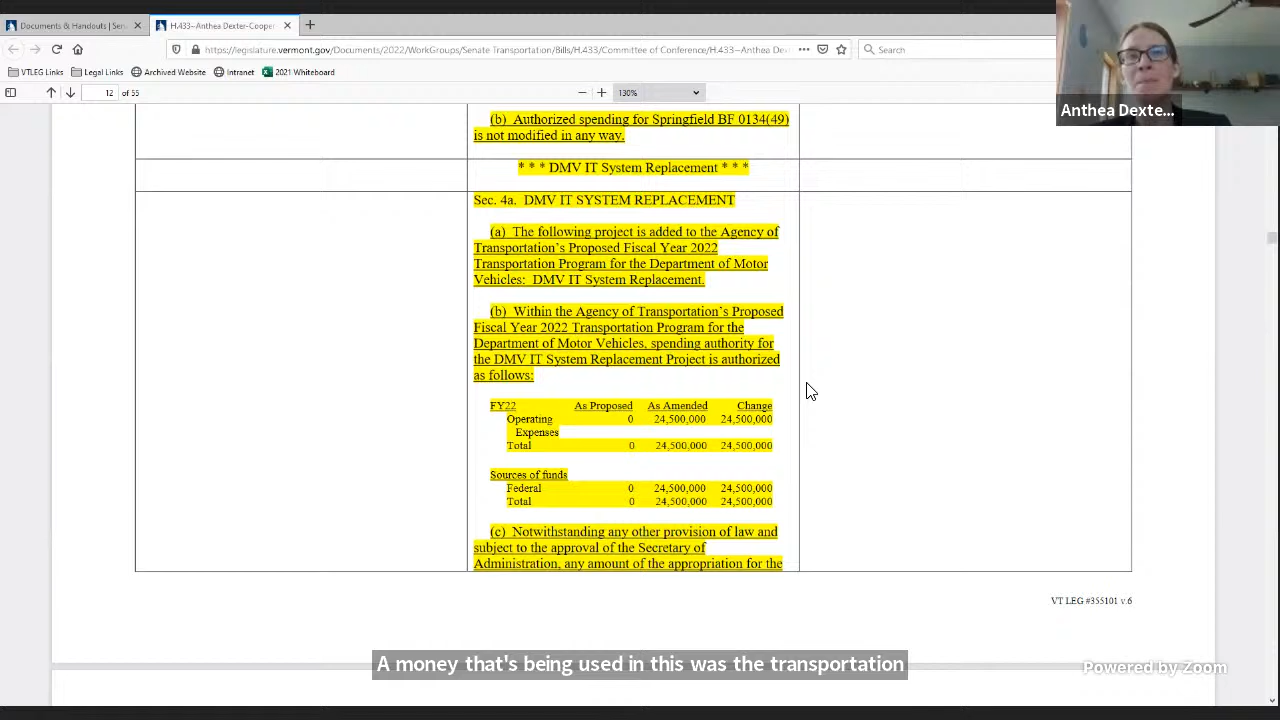 Documents & Handouts | Sen
H.433~Anthea Dexter-Cooper
https://legislature.vermont.gov/Documents/2022/WorkGroups/Senate Transportation/Bills/H.433/Committee of Conference/H.433~Anthea De
Search
VTLEG Links
Legal Links
Archived Website
Intranet
2021 Whiteboard
12 of 55
130%
Anthea Dexte...
(b) Authorized spending for Springfield BF 0134(49)
is not modified in any way.
* * * DMV IT System Replacement * * *
Sec. 4a. DMV IT SYSTEM REPLACEMENT
(a) The following project is added to the Agency of
Transportation's Proposed Fiscal Year 2022
Transportation Program for the Department of Motor
Vehicles: DMV IT System Replacement.
(b) Within the Agency of Transportation's Proposed
Fiscal Year 2022 Transportation Program for the
Department of Motor Vehicles, spending authority for
the DMV IT System Replacement Project is authorized
as follows:
FY22 As Proposed As Amended Change
Operating 0 24,500,000 24,500,000
Expenses
Total 0 24,500,000 24,500,000
Sources of funds
Federal 0 24,500,000 24,500,000
Total 0 24,500,000 24,500,000
(c) Notwithstanding any other provision of law and
subject to the approval of the Secretary of
Administration, any amount of the appropriation for the
VT LEG #355101 v.6
A money that's being used in this was the transportation
Powered by Zoom